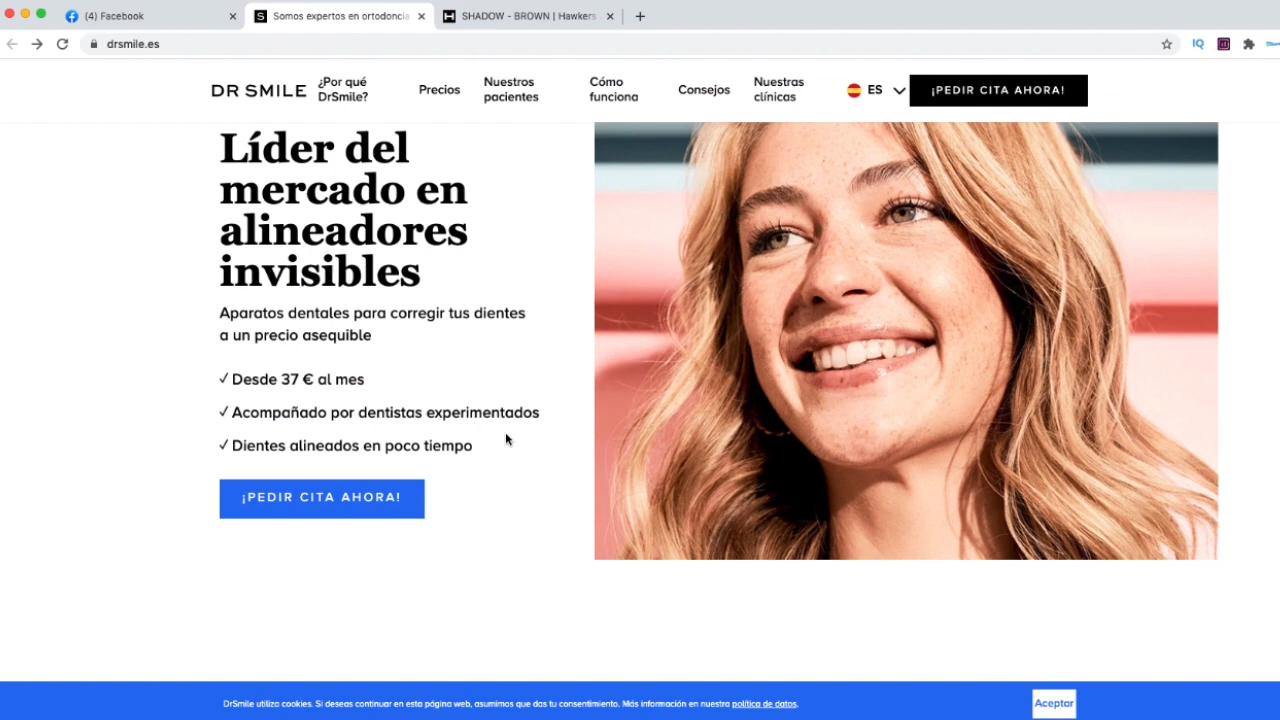 (4) Facebook
Somos expertos en ortodoncia
SHADOW - BROWN | Hawkers
drsmile.es
IQ
DR SMILE
¿Por qué
DrSmile?
Precios
Nuestros
pacientes
Cómo
funciona
Consejos
Nuestras
clínicas
ES
¡PEDIR CITA AHORA!
Líder del
mercado en
alineadores
invisibles
Aparatos dentales para corregir tus dientes
a un precio asequible
✓ Desde 37 € al mes
✓ Acompañado por dentistas experimentados
✓ Dientes alineados en poco tiempo
¡PEDIR CITA AHORA!
DrSmile utiliza cookies. Si deseas continuar en esta página web, asumimos que das tu consentimiento. Más información en nuestra política de datos.
Aceptar